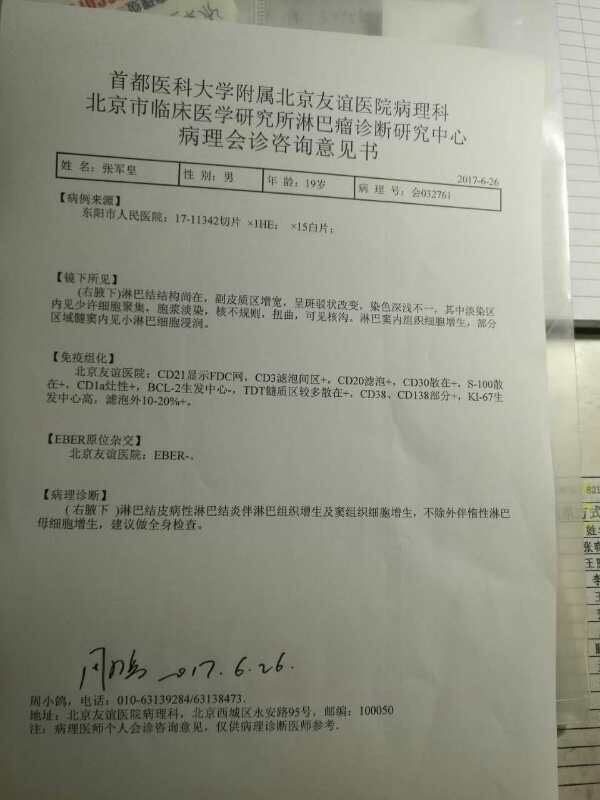 首都医科大学附属北京友谊医院病理科
北京市临床医学研究所淋巴瘤诊断研究中心
病理会诊咨询意见书
2017-6-26
姓 名：张军皇 性 别：男 年 龄：19岁 病 理 号：会032761
【病例来源】
东阳市人民医院：17-11342切片 ×1HE； ×15白片；
【镜下所见】
(右腋下)淋巴结结构尚在，副皮质区增宽，呈斑驳状改变，染色深浅不一，其中淡染区
内见少许细胞聚集，胞浆淡染，核不规则，扭曲，可见核沟。淋巴窦内组织细胞增生，部分
区域髓窦内见小淋巴细胞浸润。
【免疫组化】
北京友谊医院：CD21显示FDC网，CD3滤泡间区+，CD20滤泡+，CD30散在+，S-100散
在+，CD1a灶性+，BCL-2生发中心-，TDT髓质区较多散在+，CD38、CD138部分+，KI-67生
发中心高，滤泡外10-20%+。
【EBER原位杂交】
北京友谊医院：EBER-。
【病理诊断】
(右腋下 )淋巴结皮病性淋巴结炎伴淋巴组织增生及窦组织细胞增生，不除外伴惰性淋巴
母细胞增生，建议做全身检查。
周小鸽 2017.6.26.
周小鸽，电话：010-63139284/63138473.
地址：北京友谊医院病理科，北京西城区永安路95号，邮编：100050
注：病理医师个人会诊咨询意见，仅供病理诊断医师参考.
821
方式
姓
张
王